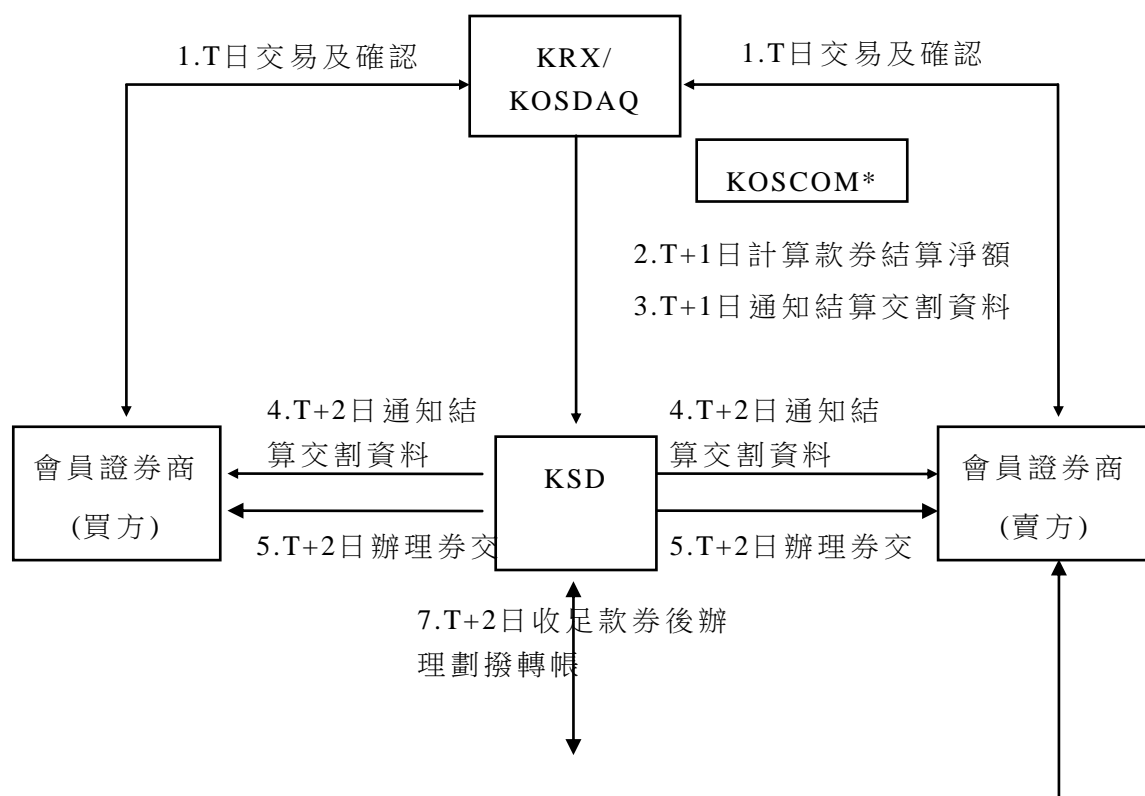 1.T日交易及確認
KRX/
KOSDAQ
1.T日交易及確認
KOSCOM*
2.T+1日計算款券結算淨額
3.T+1日通知結算交割資料
4.T+2日通知結
算交割資料
4.T+2日通知結
算交割資料
會員證券商
(買方)
KSD
會員證券商
(賣方)
5.T+2日辦理券交
5.T+2日辦理券交
7.T+2日收足款券後辦
理劃撥轉帳